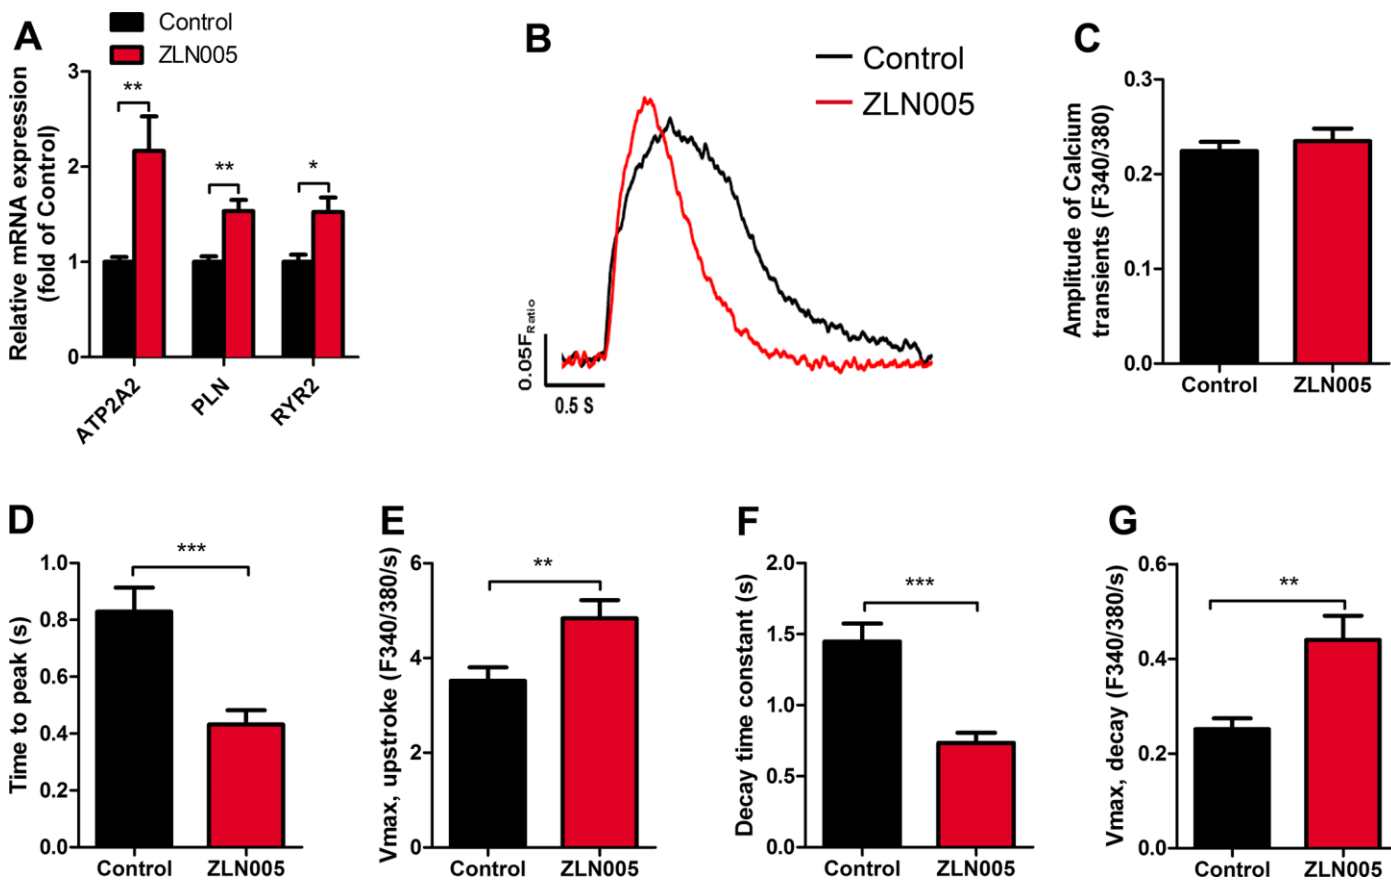 A
Control
ZLN005
Relative mRNA expression
(fold of Control)
3
2
1
0
**
**
*
ATP2A2
PLN
RYR2
B
Control
ZLN005
0.05F Ratio
0.5 S
C
Amplitude of Calcium
transients (F340/380)
0.3
0.2
0.1
0.0
Control
ZLN005
D
Time to peak (s)
1.0
0.8
0.6
0.4
0.2
0.0
***
Control
ZLN005
E
Vmax, upstroke (F340/380/s)
6
4
2
0
**
Control
ZLN005
F
Decay time constant (s)
2.0
1.5
1.0
0.5
0.0
***
Control
ZLN005
G
Vmax, decay (F340/380/s)
0.6
0.4
0.2
0.0
**
Control
ZLN005